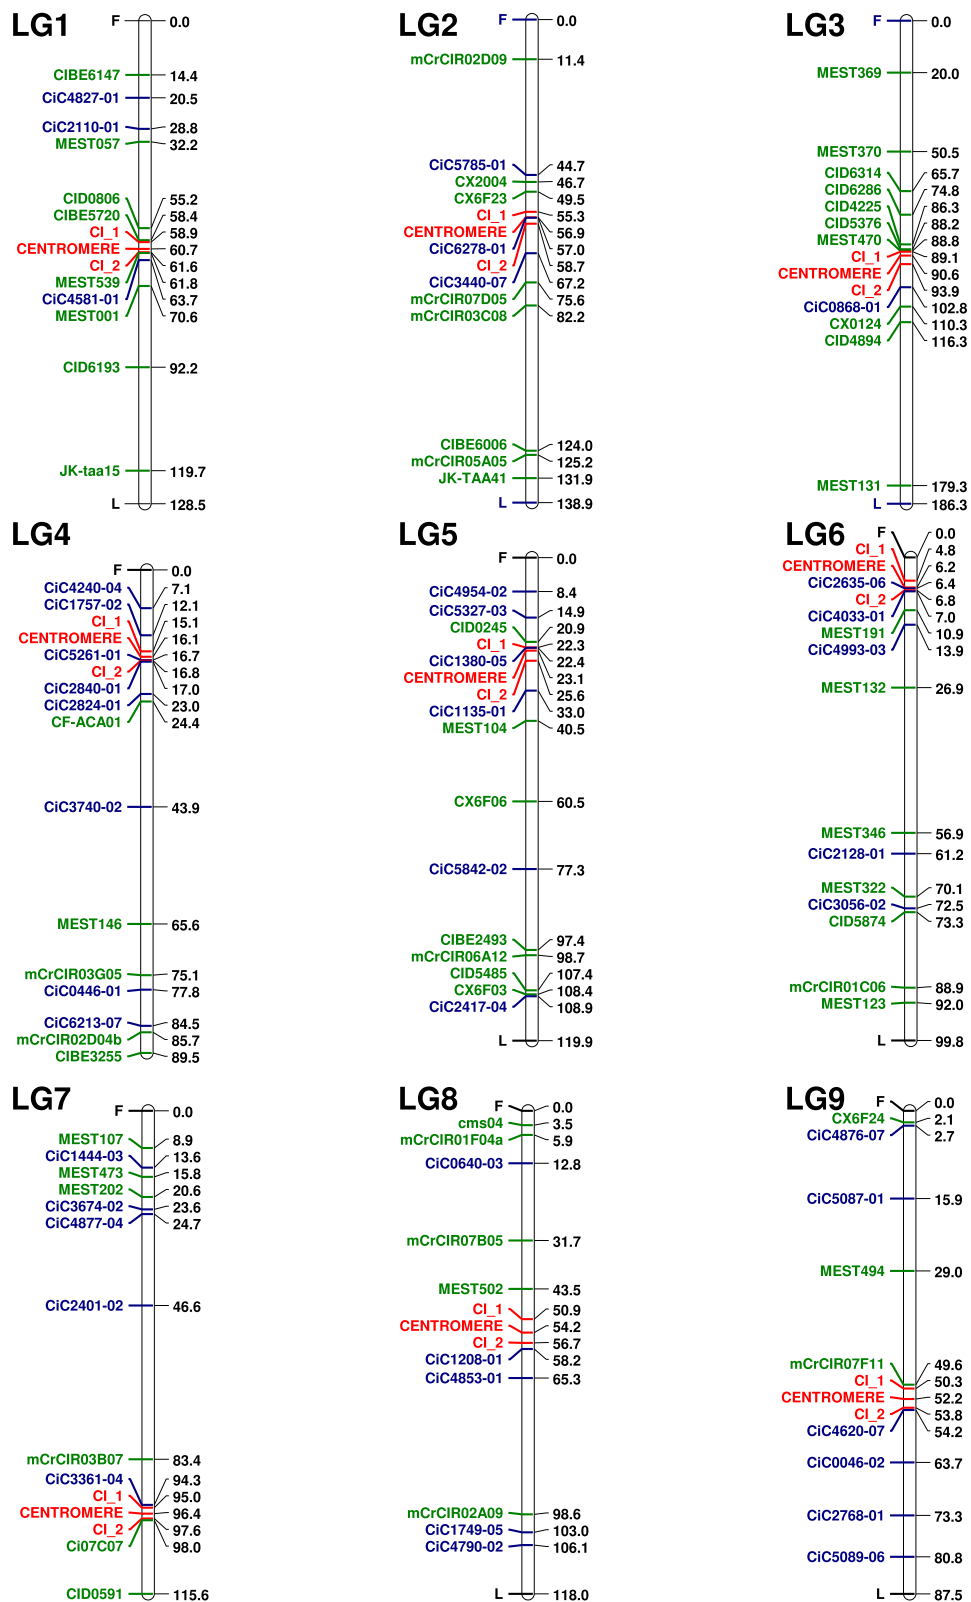 LG1
F 0.0
CIBE6147 14.4
CiC4827-01 20.5
CiC2110-01 28.8
MEST057 32.2
CID0806 55.2
CIBE5720 58.4
CI_1 58.9
CENTROMERE 60.7
CI_2 61.6
MEST539 61.8
CiC4581-01 63.7
MEST001 70.6
CID6193 92.2
JK-taa15 119.7
L 128.5
LG2
F 0.0
mCrCIR02D09 11.4
CiC5785-01 44.7
CX2004 46.7
CX6F23 49.5
CI_1 55.3
CENTROMERE 56.9
CiC6278-01 57.0
CI_2 58.7
CiC3440-07 67.2
mCrCIR07D05 75.6
mCrCIR03C08 82.2
CIBE6006 124.0
mCrCIR05A05 125.2
JK-TAA41 131.9
L 138.9
LG3
F 0.0
MEST369 20.0
MEST370 50.5
CID6314 65.7
CID6286 74.8
CID4225 86.3
CID5376 88.2
MEST470 88.8
CI_1 89.1
CENTROMERE 90.6
CI_2 93.9
CiC0868-01 102.8
CX0124 110.3
CID4894 116.3
MEST131 179.3
L 186.3
LG4
F 0.0
CiC4240-04 7.1
CiC1757-02 12.1
CI_1 15.1
CENTROMERE 16.1
CiC5261-01 16.7
CI_2 16.8
CiC2840-01 17.0
CiC2824-01 23.0
CF-ACA01 24.4
CiC3740-02 43.9
MEST146 65.6
mCrCIR03G05 75.1
CiC0446-01 77.8
CiC6213-07 84.5
mCrCIR02D04b 85.7
CIBE3255 89.5
LG5
F 0.0
CiC4954-02 8.4
CiC5327-03 14.9
CID0245 20.9
CI_1 22.3
CiC1380-05 22.4
CENTROMERE 23.1
CI_2 25.6
CiC1135-01 33.0
MEST104 40.5
CX6F06 60.5
CiC5842-02 77.3
CIBE2493 97.4
mCrCIR06A12 98.7
CID5485 107.4
CX6F03 108.4
CiC2417-04 108.9
L 119.9
LG6
F 0.0
CI_1 4.8
CENTROMERE 6.2
CiC2635-06 6.4
CI_2 6.8
CiC4033-01 7.0
MEST191 10.9
CiC4993-03 13.9
MEST132 26.9
MEST346 56.9
CiC2128-01 61.2
MEST322 70.1
CiC3056-02 72.5
CID5874 73.3
mCrCIR01C06 88.9
MEST123 92.0
L 99.8
LG7
F 0.0
MEST107 8.9
CiC1444-03 13.6
MEST473 15.8
MEST202 20.6
CiC3674-02 23.6
CiC4877-04 24.7
CiC2401-02 46.6
mCrCIR03B07 83.4
CiC3361-04 94.3
CI_1 95.0
CENTROMERE 96.4
CI_2 97.6
Ci07C07 98.0
CID0591 115.6
LG8
F 0.0
cms04 3.5
mCrCIR01F04a 5.9
CiC0640-03 12.8
mCrCIR07B05 31.7
MEST502 43.5
CI_1 50.9
CENTROMERE 54.2
CI_2 56.7
CiC1208-01 58.2
CiC4853-01 65.3
mCrCIR02A09 98.6
CiC1749-05 103.0
CiC4790-02 106.1
L 118.0
LG9
F 0.0
CX6F24 2.1
CiC4876-07 2.7
CiC5087-01 15.9
MEST494 29.0
mCrCIR07F11 49.6
CI_1 50.3
CENTROMERE 52.2
CI_2 53.8
CiC4620-07 54.2
CiC0046-02 63.7
CiC2768-01 73.3
CiC5089-06 80.8
L 87.5